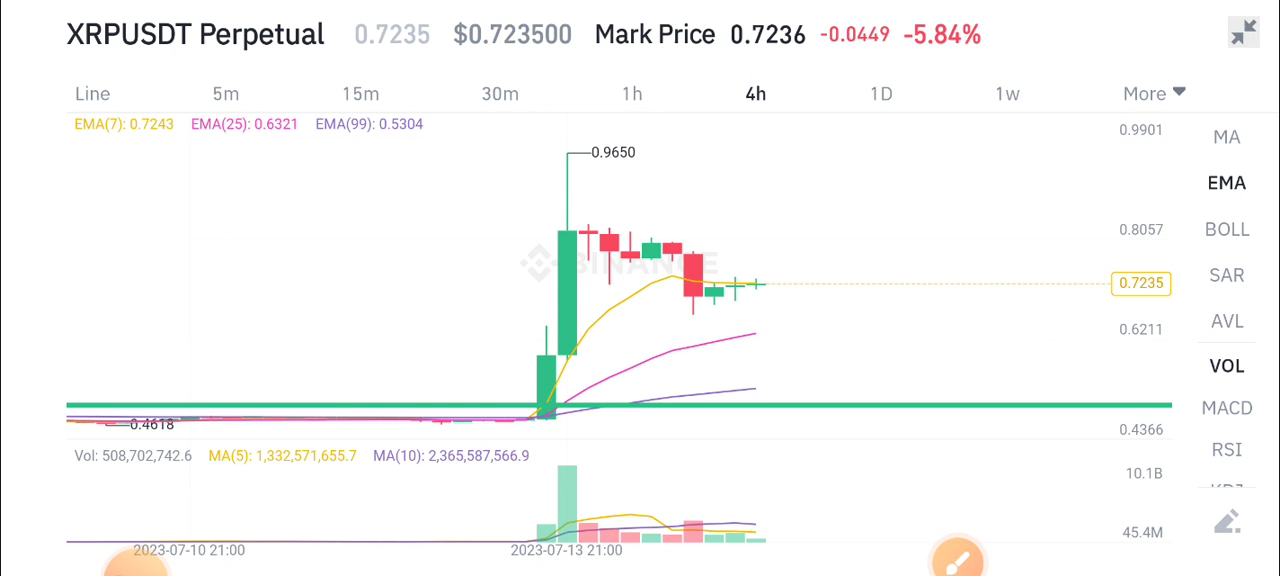 XRPUSDT Perpetual 0.7235 $0.723500 Mark Price 0.7236 -0.0449 -5.84%
Line 5m 15m 30m 1h 4h 1D 1w More
EMA(7): 0.7243 EMA(25): 0.6321 EMA(99): 0.5304
0.9901
MA
0.9650
EMA
0.8057
BOLL
BINANCE
SAR
0.7235
0.6211
AVL
VOL
MACD
0.4618
0.4366
RSI
Vol: 508,702,742.6 MA(5): 1,332,571,655.7 MA(10): 2,365,587,566.9
10.1B
KDJ
45.4M
2023-07-10 21:00 2023-07-13 21:00